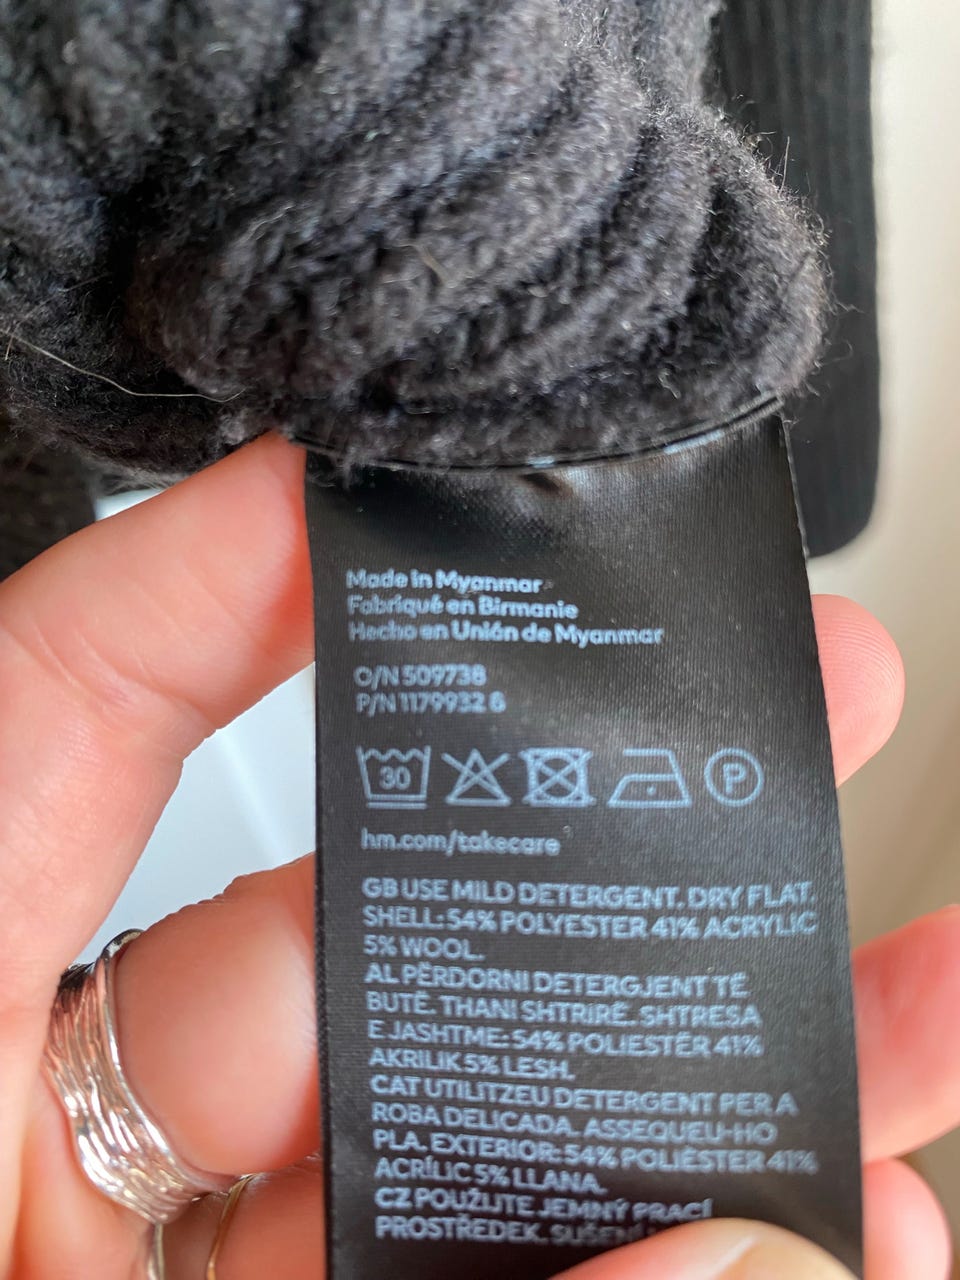 Made in Myanmar
Fabriqué en Birmanie
Hecho en Unión de Myanmar
O/N 509738
P/N 1179932 8
30
P
hm.com/takecare
GB USE MILD DETERGENT. DRY FLAT.
SHELL: 54% POLYESTER 41% ACRYLIC
5% WOOL.
AL PËRDORNI DETERGJENT TË
BUTË. THANI SHTRIRË. SHTRESA
E JASHTME: 54% POLIESTËR 41%
AKRILIK 5% LESH.
CAT UTILITZEU DETERGENT PER A
ROBA DELICADA. ASSEQUEU-HO
PLA. EXTERIOR: 54% POLIÈSTER 41%
ACRÍLIC 5% LLANA.
CZ POUŽIJTE JEMNÝ PRACÍ
PROSTŘEDEK. SUŠENÍ